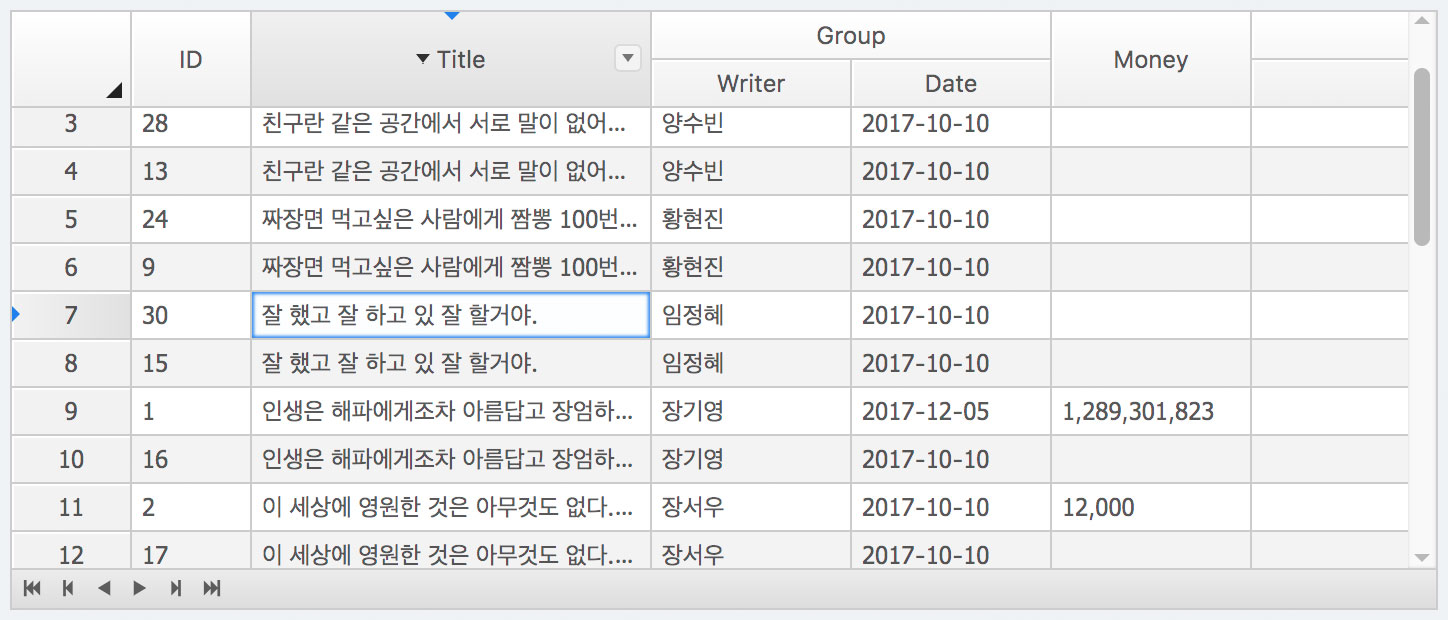 Group
ID Title Money
Writer Date
3 28 친구란 같은 공간에서 서로 말이 없어... 양수빈 2017-10-10
4 13 친구란 같은 공간에서 서로 말이 없어... 양수빈 2017-10-10
5 24 짜장면 먹고싶은 사람에게 짬뽕 100번... 황현진 2017-10-10
6 9 짜장면 먹고싶은 사람에게 짬뽕 100번... 황현진 2017-10-10
7 30 잘 했고 잘 하고 있 잘 할거야. 임정혜 2017-10-10
8 15 잘 했고 잘 하고 있 잘 할거야. 임정혜 2017-10-10
9 1 인생은 해파에게조차 아름답고 장엄하... 장기영 2017-12-05 1,289,301,823
10 16 인생은 해파에게조차 아름답고 장엄하... 장기영 2017-10-10
11 2 이 세상에 영원한 것은 아무것도 없다.... 장서우 2017-10-10 12,000
12 17 이 세상에 영원한 것은 아무것도 없다.... 장서우 2017-10-10